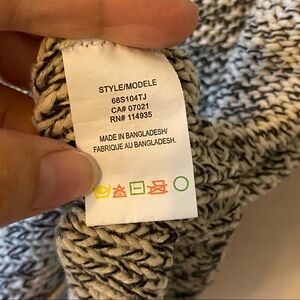 STYLE/MODELE
68S104TJ
CA# 07021
RN# 114935
MADE IN BANGLADESH/
FABRIQUE AU BANGLADESH.